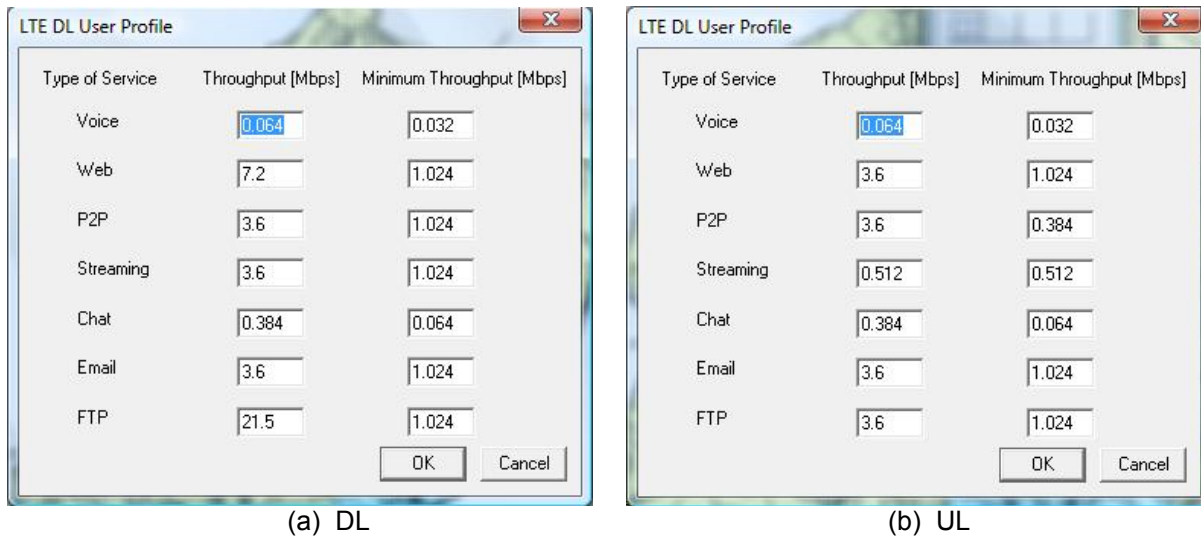 LTE DL User Profile
Type of Service Throughput [Mbps] Minimum Throughput [Mbps]
Voice 0.064 0.032
Web 7.2 1.024
P2P 3.6 1.024
Streaming 3.6 1.024
Chat 0.384 0.064
Email 3.6 1.024
FTP 21.5 1.024
OK Cancel
(a) DL
LTE DL User Profile
Type of Service Throughput [Mbps] Minimum Throughput [Mbps]
Voice 0.064 0.032
Web 3.6 1.024
P2P 3.6 0.384
Streaming 0.512 0.512
Chat 0.384 0.064
Email 3.6 1.024
FTP 3.6 1.024
OK Cancel
(b) UL